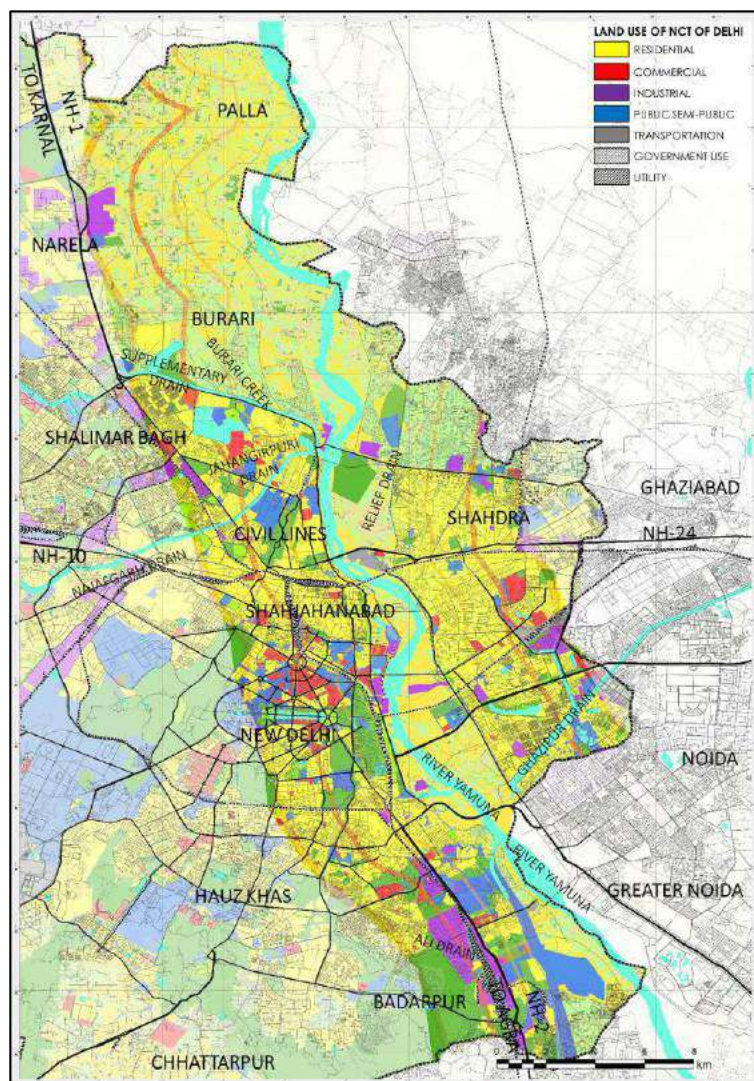 LAND USE OF NCT OF DELHI
RESIDENTIAL
COMMERCIAL
INDUSTRIAL
PUBLIC SEMI-PUBLIC
TRANSPORTATION
GOVERNMENT USE
UTILITY
TO KARNAL
NH-1
PALLA
NARELA
BURARI
SUPPLEMENTARY
DRAIN
BURARI CREEK
SHALIMAR BAGH
JAHANGIRPURI
DRAIN
RELIEF DRAIN
GHAZIABAD
SHAHDRA
CIVIL LINES
NH-24
NH-10
NAJAFGARH DRAIN
SHAHJAHANABAD
NEW DELHI
GHAZIPUR DRAIN
NOIDA
RIVER YAMUNA
RIVER YAMUNA
HAUZ KHAS
GREATER NOIDA
ALI DRAIN
BADARPUR
NH-2
CHHATTARPUR
0
8
km